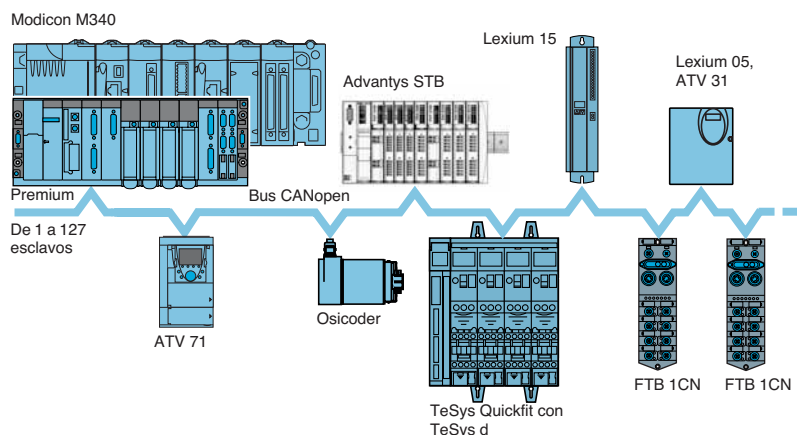 Modicon M340
Lexium 15
Lexium 05,
ATV 31
Advantys STB
Premium
Bus CANopen
De 1 a 127
esclavos
ATV 71
Osicoder
TeSys Quickfit con
TeSys d
FTB 1CN
FTB 1CN